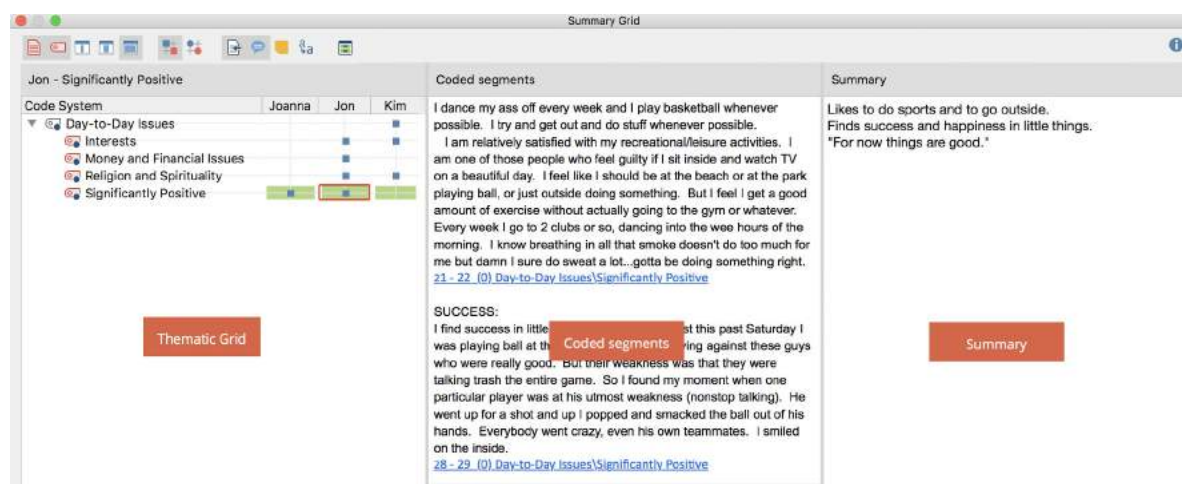 Summary Grid
Jon - Significantly Positive
Code System Joanna Jon Kim
Day-to-Day Issues
Interests
Money and Financial Issues
Religion and Spirituality
Significantly Positive
Thematic Grid
Coded segments
I dance my ass off every week and I play basketball whenever
possible. I try and get out and do stuff whenever possible.
I am relatively satisfied with my recreational/leisure activities. I
am one of those people who feel guilty if I sit inside and watch TV
on a beautiful day. I feel like I should be at the beach or at the park
playing ball, or just outside doing something. But I feel I get a good
amount of exercise without actually going to the gym or whatever.
Every week I go to 2 clubs or so, dancing into the wee hours of the
morning. I know breathing in all that smoke doesn't do too much for
me but damn I sure do sweat a lot...gotta be doing something right.
21 - 22 (0) Day-to-Day Issues\Significantly Positive
SUCCESS:
I find success in little st this past Saturday I
was playing ball at th ing against these guys
who were really good. But their weakness was that they were
talking trash the entire game. So I found my moment when one
particular player was at his utmost weakness (nonstop talking). He
went up for a shot and up I popped and smacked the ball out of his
hands. Everybody went crazy, even his own teammates. I smiled
on the inside.
28 - 29 (0) Day-to-Day Issues\Significantly Positive
Coded segments
Summary
Likes to do sports and to go outside.
Finds success and happiness in little things.
"For now things are good."
Summary